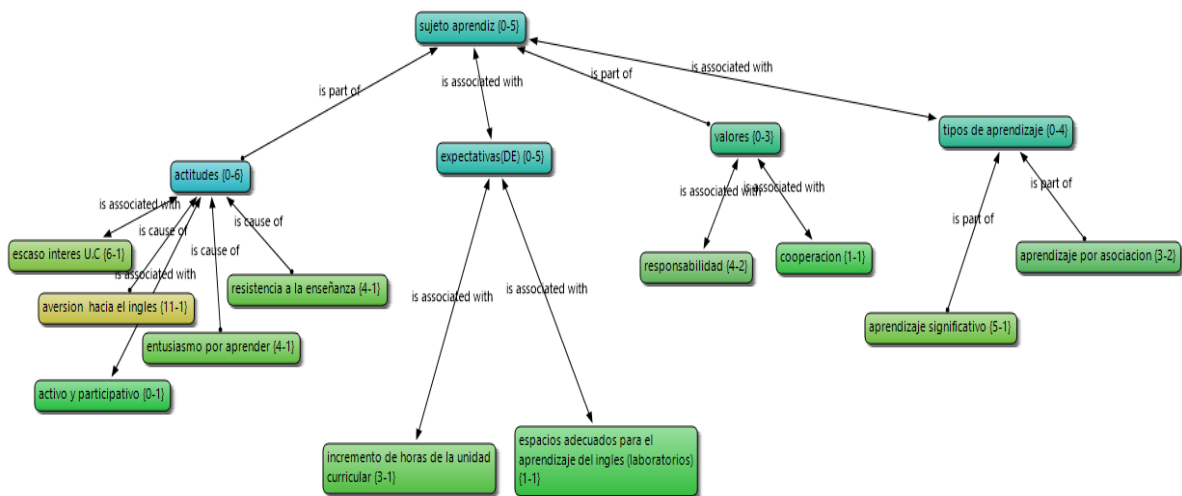 sujeto aprendiz {0-5}
is part of
is associated with
is part of
is associated with
actitudes {0-6}
expectativas(DE) {0-5}
valores {0-3}
tipos de aprendizaje {0-4}
is associated with
is cause of
is cause of
is cause of
is associated with
is associated with
is associated with
is part of
is part of
escaso interes U.C {6-1}
is associated with
aversion hacia el ingles {11-1}
resistencia a la enseñanza {4-1}
entusiasmo por aprender {4-1}
activo y participativo {0-1}
is associated with
is associated with
responsabilidad {4-2}
cooperacion {1-1}
aprendizaje por asociacion {3-2}
aprendizaje significativo {5-1}
incremento de horas de la unidad
curricular {3-1}
espacios adecuados para el
aprendizaje del ingles (laboratorios)
{1-1}